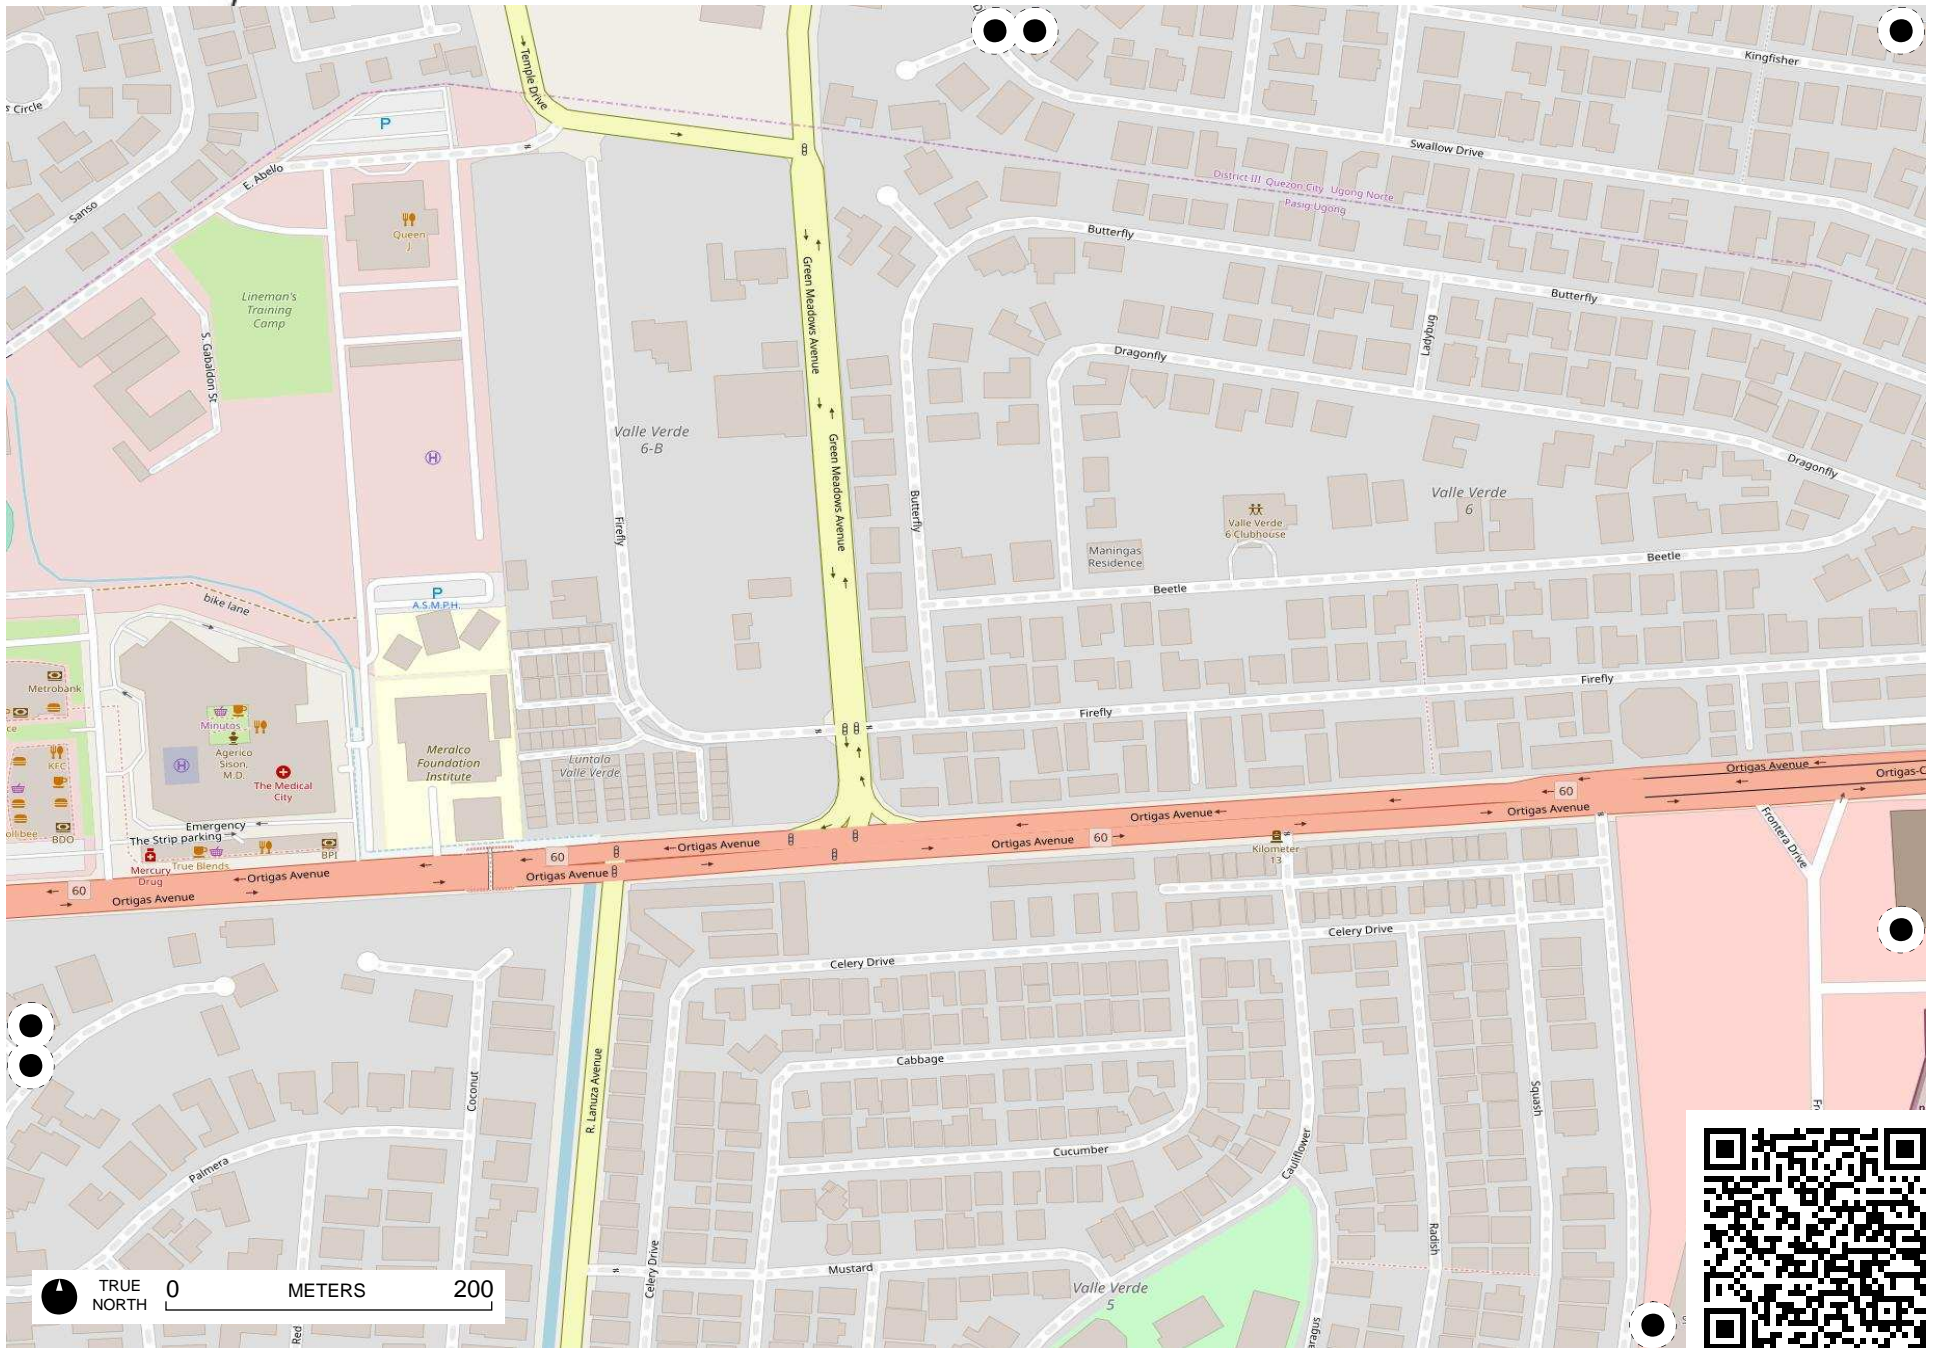 Circle
Temple Drive
Kingfisher
P
Swallow Drive
E. Abello
Sanso
District III Quezon City Ugong Norte
Pasig Ugong
Queen
J
Butterfly
Green Meadows Avenue
Lineman's
Training
Camp
Butterfly
Ladybug
S. Gabaldon St
Dragonfly
Valle Verde
6-B
Green Meadows Avenue
H
Dragonfly
Valle Verde
6
Butterfly
Firefly
Valle Verde
6 Clubhouse
Maningas
Residence
Beetle
Beetle
P
A.S.M.P.H.
bike lane
Metrobank
Firefly
Firefly
Minutos
Agerico
Sison,
M.D.
KFC
H
The Medical
City
Meralco
Foundation
Institute
Luntala
Valle Verde
Ortigas Avenue
Ortigas-C
60
Ortigas Avenue
Ortigas Avenue
Emergency
The Strip parking
BDO
ollibee
Mercury
Drug
True Blends
BPI
60
Ortigas Avenue
Ortigas Avenue
60
Kilometer
13
Frontera Drive
60
Ortigas Avenue
Ortigas Avenue
Ortigas Avenue
Celery Drive
Celery Drive
Cabbage
Coconut
R. Lanuza Avenue
Squash
Cucumber
Cauliflower
Palmera
Radish
Celery Drive
Mustard
Valle Verde
5
TRUE
NORTH
0 METERS 200
Red
aragus